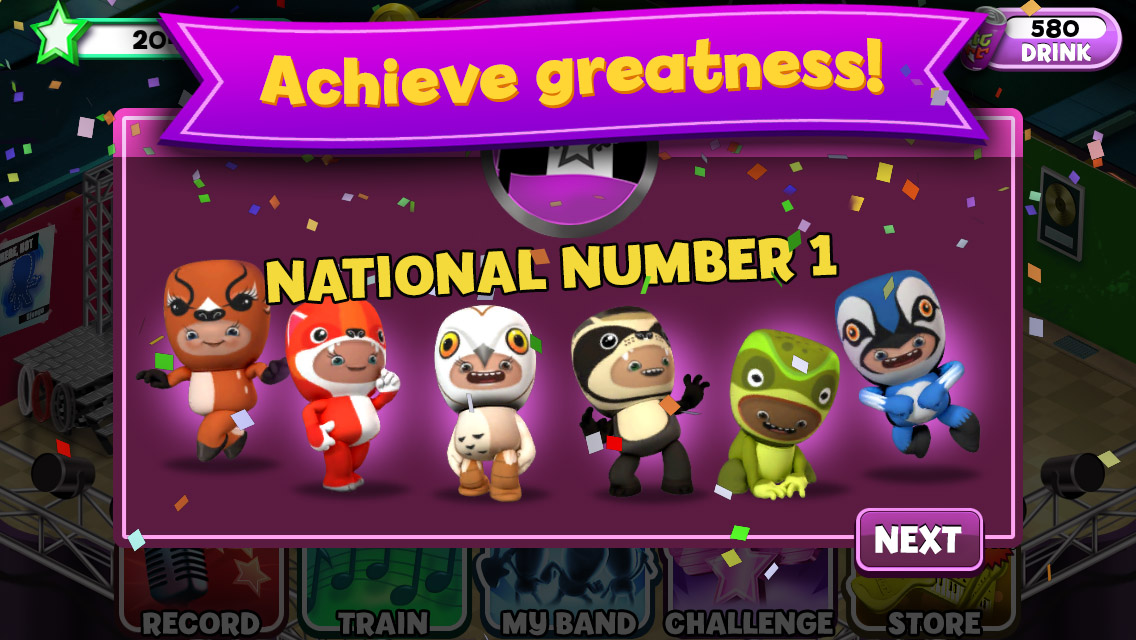 Achieve greatness!
580
DRINK
NATIONAL NUMBER 1
NEXT
RECORD
TRAIN
MY BAND
CHALLENGE
STORE